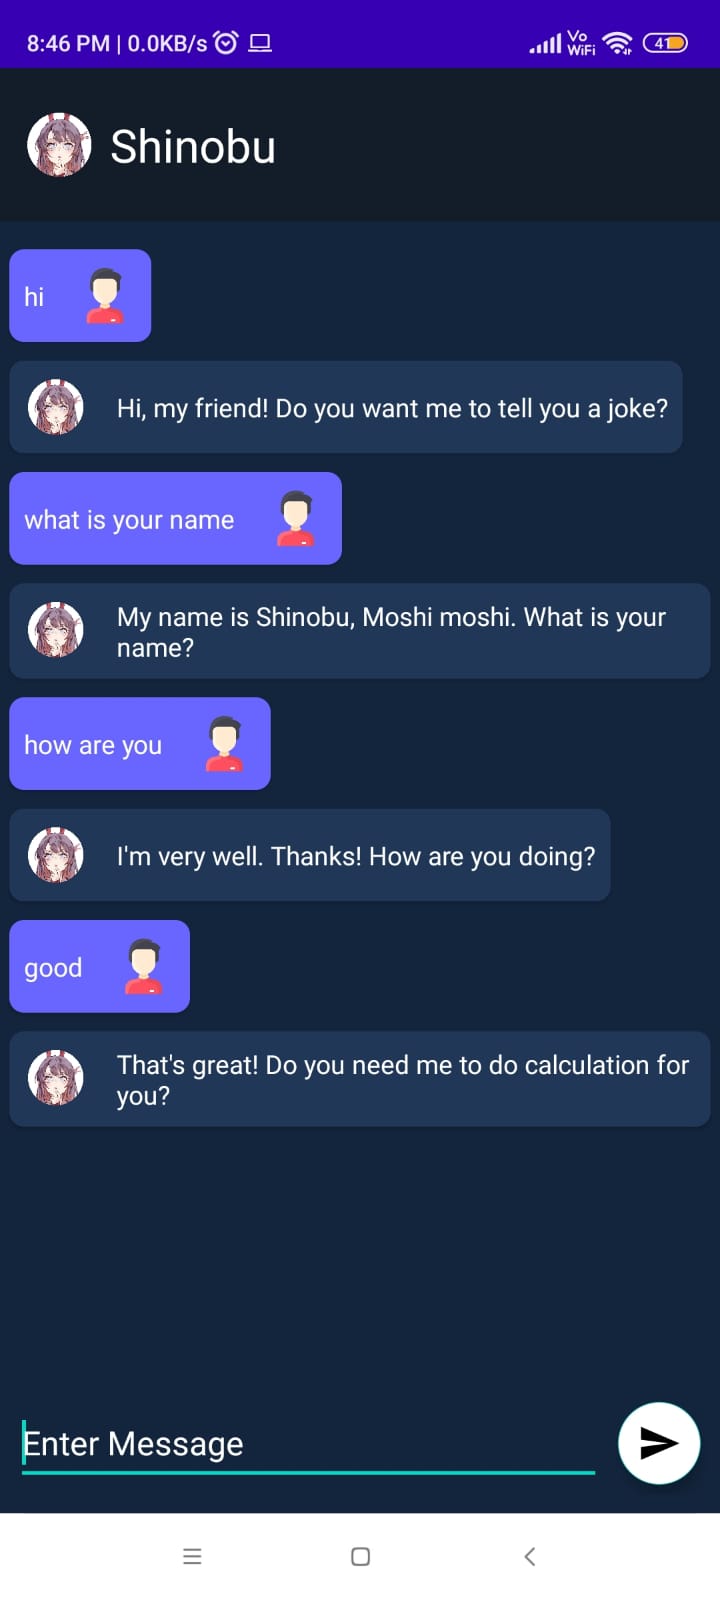 8:46 PM | 0.0KB/s
Vo
WiFi
41
Shinobu
hi
Hi, my friend! Do you want me to tell you a joke?
what is your name
My name is Shinobu, Moshi moshi. What is your
name?
how are you
I'm very well. Thanks! How are you doing?
good
That's great! Do you need me to do calculation for
you?
Enter Message